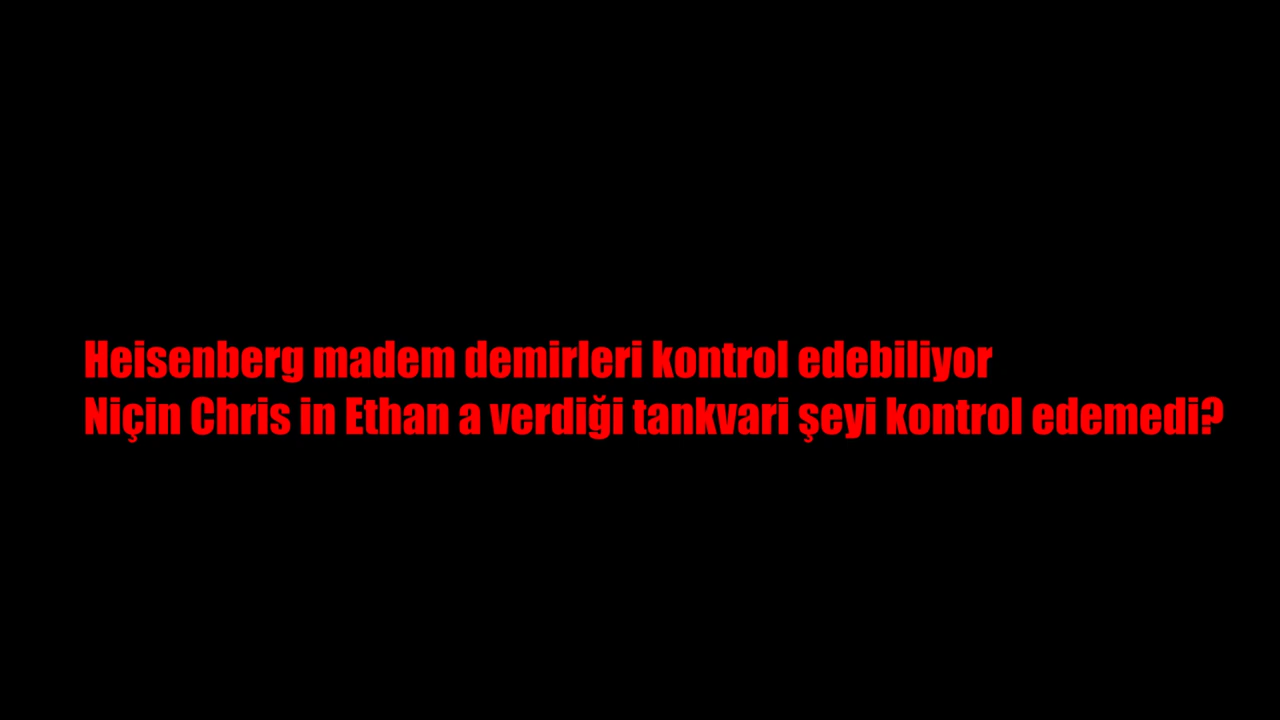 Heisenberg madem demirleri kontrol edebiliyor
Niçin Chris in Ethan a verdiği tankvari şeyi kontrol edemedi?